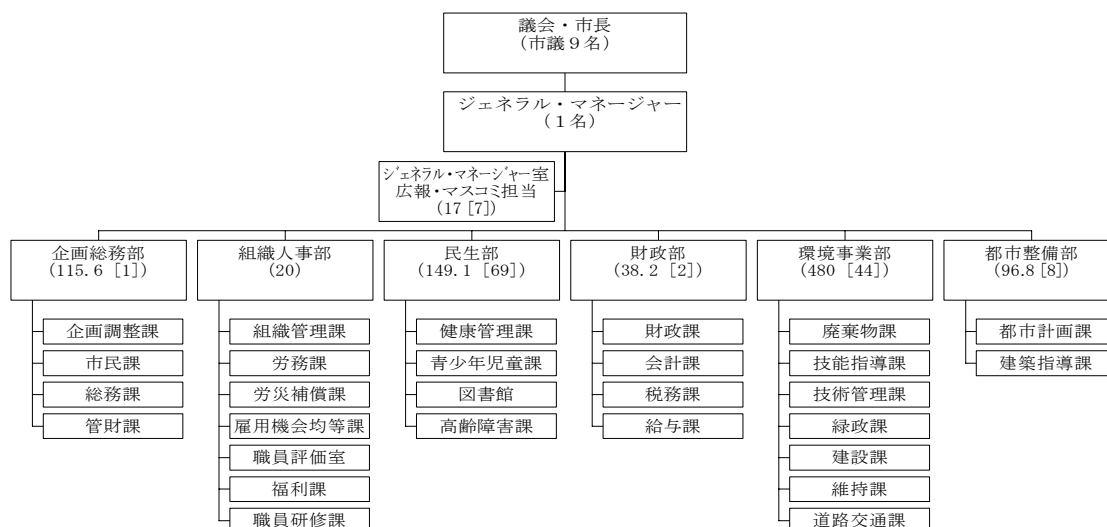 議会・市長
(市議９名)
ジェネラル・マネージャー
(１名)
ジェネラル・マネージャー室
広報・マスコミ担当
(17 [7])
企画総務部
(115.6 [1])
組織人事部
(20)
民生部
(149.1 [69])
財政部
(38.2 [2])
環境事業部
(480 [44])
都市整備部
(96.8 [8])
企画調整課
市民課
総務課
管財課
組織管理課
労務課
労災補償課
雇用機会均等課
職員評価室
福利課
職員研修課
健康管理課
青少年児童課
図書館
高齢障害課
財政課
会計課
税務課
給与課
廃棄物課
技能指導課
技術管理課
緑政課
建設課
維持課
道路交通課
都市計画課
建築指導課